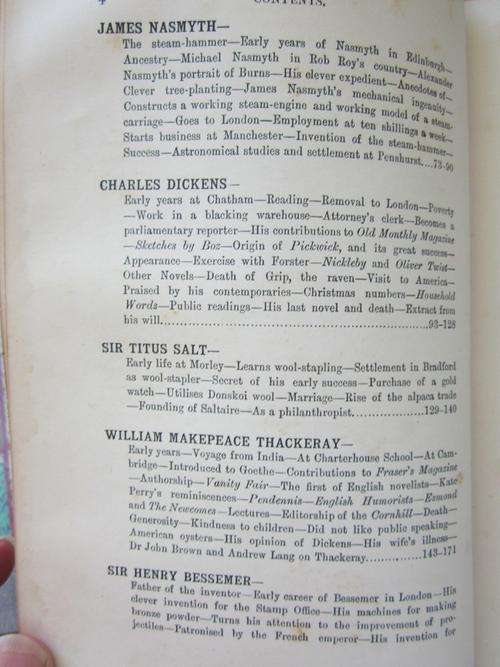 4 CONTENTS.
JAMES NASMYTH—
The steam-hammer—Early years of Nasmyth in Edinburgh—
Ancestry—Michael Nasmyth in Rob Roy's country—Alexander
Nasmyth's portrait of Burns—His clever expedient—Anecdotes of—
Clever tree-planting—James Nasmyth's mechanical ingenuity—
Constructs a working steam-engine and working model of a steam-
carriage—Goes to London—Employment at ten shillings a week—
Starts business at Manchester—Invention of the steam-hammer—
Success—Astronomical studies and settlement at Penshurst....73-90
CHARLES DICKENS—
Early years at Chatham—Reading—Removal to London—Poverty
—Work in a blacking warehouse—Attorney's clerk—Becomes a
parliamentary reporter—His contributions to Old Monthly Magazine
—Sketches by Boz—Origin of Pickwick, and its great success—
Appearance—Exercise with Forster—Nickleby and Oliver Twist—
Other Novels—Death of Grip, the raven—Visit to America—
Praised by his contemporaries—Christmas numbers—Household
Words—Public readings—His last novel and death—Extract from
his will..........................................................93-128
SIR TITUS SALT—
Early life at Morley—Learns wool-stapling—Settlement in Bradford
as wool-stapler—Secret of his early success—Purchase of a gold
watch—Utilises Donskoi wool—Marriage—Rise of the alpaca trade
—Founding of Saltaire—As a philanthropist..................129-140
WILLIAM MAKEPEACE THACKERAY—
Early years—Voyage from India—At Charterhouse School—At Cam-
bridge—Introduced to Goethe—Contributions to Fraser's Magazine
—Authorship—Vanity Fair—The first of English novelists—Kate
Perry's reminiscences—Pendennis—English Humorists—Esmond
and The Newcomes—Lectures—Editorship of the Cornhill—Death—
Generosity—Kindness to children—Did not like public speaking—
American oysters—His opinion of Dickens—His wife's illness—
Dr John Brown and Andrew Lang on Thackeray..............143-171
SIR HENRY BESSEMER—
Father of the inventor—Early career of Bessemer in London—His
clever invention for the Stamp Office—His machines for making
bronze powder—Turns his attention to the improvement of pro-
jectiles—Patronised by the French emperor—His invention for